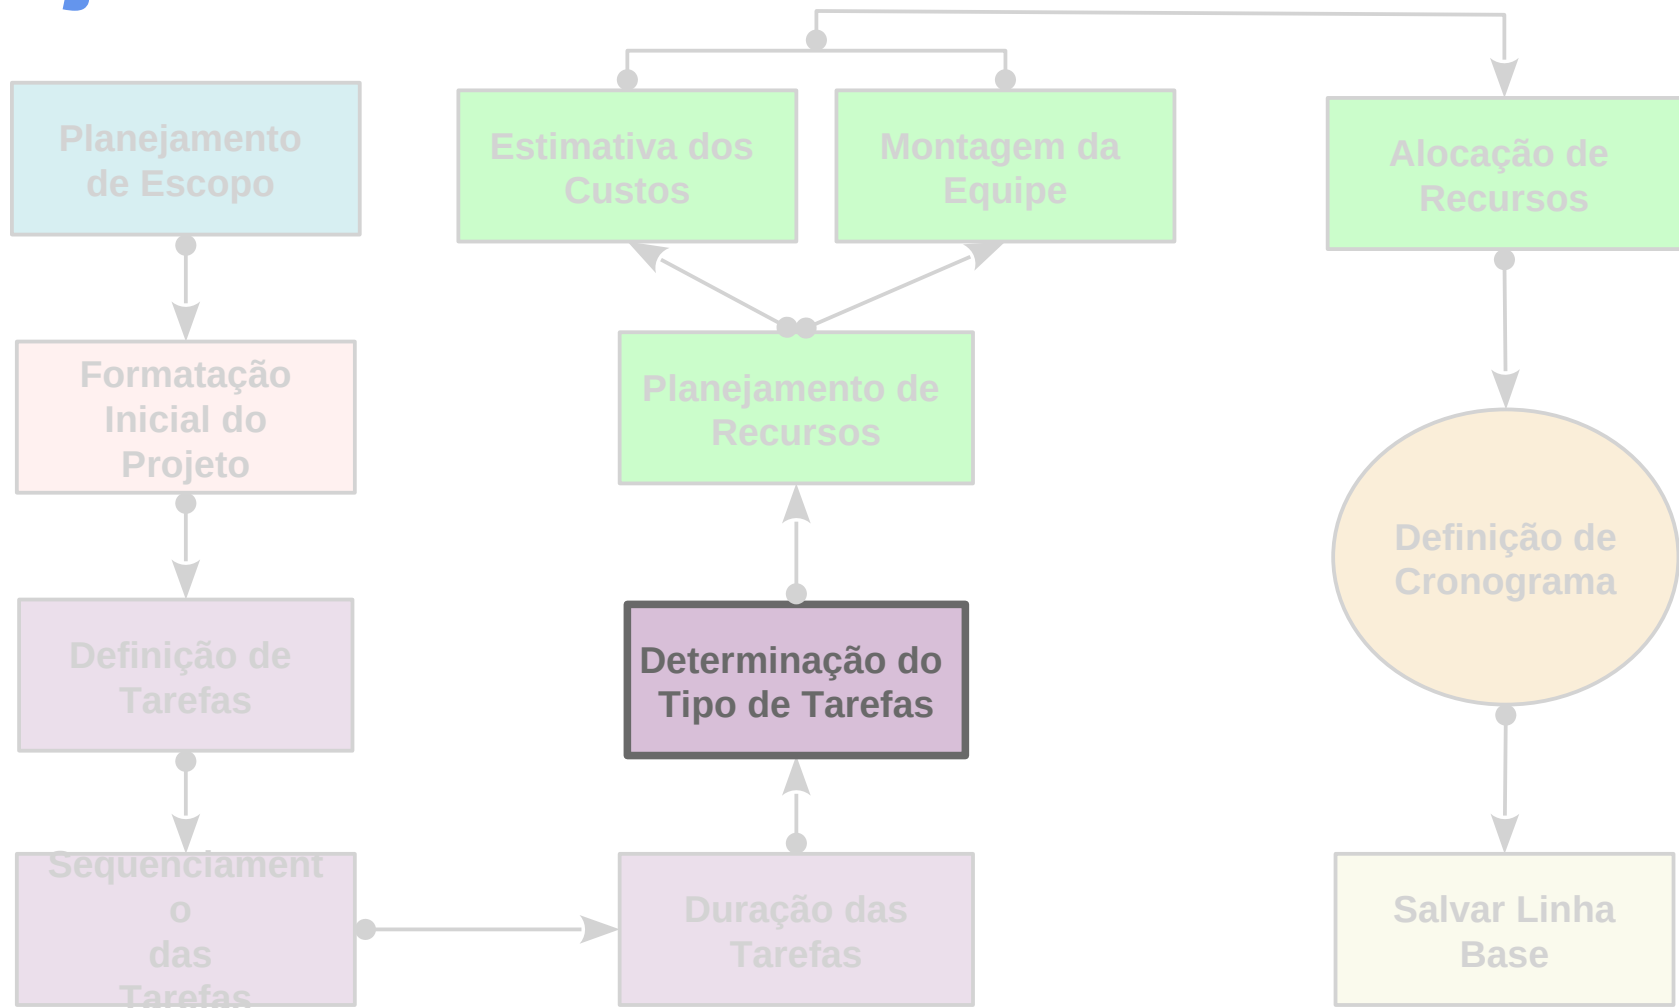 Planejamento
de Escopo
Estimativa dos
Custos
Montagem da
Equipe
Alocação de
Recursos
Formatação
Inicial do
Projeto
Planejamento de
Recursos
Definição de
Cronograma
Definição de
Tarefas
Determinação do
Tipo de Tarefas
Sequenciament
o
das
Tarefas
Duração das
Tarefas
Salvar Linha
Base